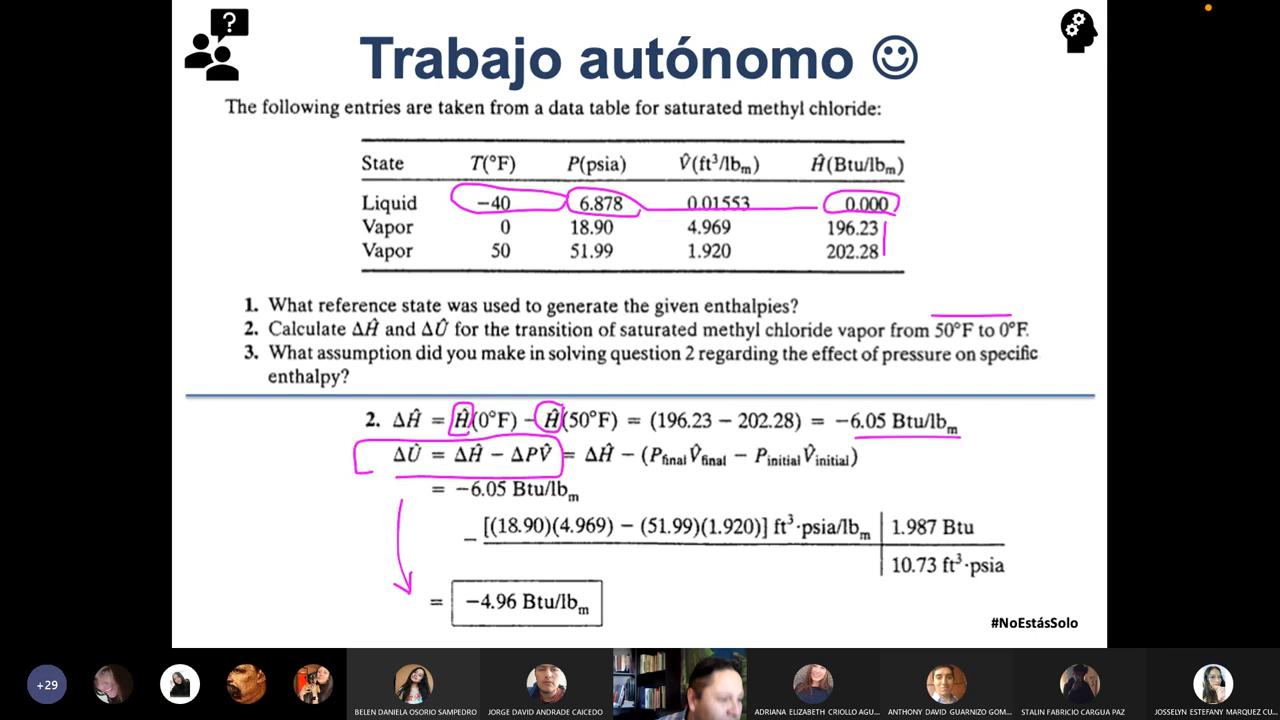 ?
Trabajo autónomo
The following entries are taken from a data table for saturated methyl chloride:
State T(°F) P(psia) V̂(ft³/lbₘ) Ĥ(Btu/lbₘ)
Liquid −40 6.878 0.01553 0.000
Vapor 0 18.90 4.969 196.23
Vapor 50 51.99 1.920 202.28
1. What reference state was used to generate the given enthalpies?
2. Calculate ΔĤ and ΔÛ for the transition of saturated methyl chloride vapor from 50°F to 0°F.
3. What assumption did you make in solving question 2 regarding the effect of pressure on specific
enthalpy?
2. ΔĤ = Ĥ(0°F) − Ĥ(50°F) = (196.23 − 202.28) = −6.05 Btu/lbₘ
ΔÛ = ΔĤ − ΔPV̂ = ΔĤ − (Pfinal V̂final − Pinitial V̂initial)
= −6.05 Btu/lbₘ
− [(18.90)(4.969) − (51.99)(1.920)] ft³·psia/lbₘ | 1.987 Btu
10.73 ft³·psia
= −4.96 Btu/lbₘ
#NoEstásSolo
+29
BELEN DANIELA OSORIO SAMPEDRO
JORGE DAVID ANDRADE CAICEDO
ADRIANA ELIZABETH CRIOLLO AGU...
ANTHONY DAVID GUARNIZO GOM...
STALIN FABRICIO CARGUA PAZ
JOSSELYN ESTEFANY MARQUEZ CU...